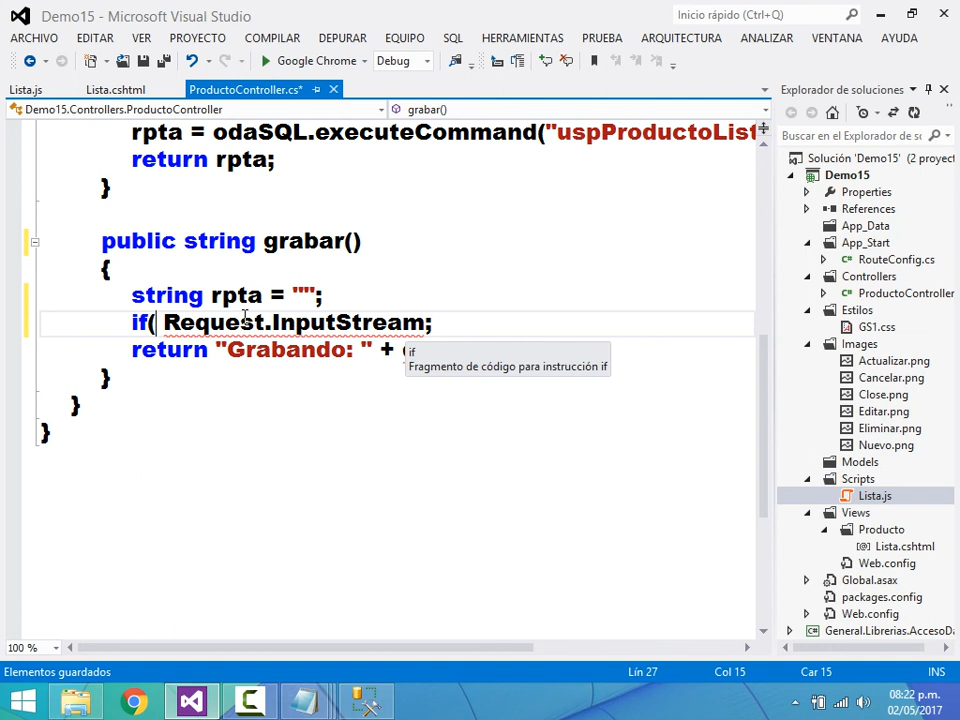 Demo15 - Microsoft Visual Studio
Inicio rápido (Ctrl+Q)
ARCHIVO EDITAR VER PROYECTO COMPILAR DEPURAR EQUIPO SQL HERRAMIENTAS PRUEBA ARQUITECTURA ANALIZAR VENTANA AYUDA
Google Chrome Debug
Lista.js Lista.cshtml ProductoController.cs*
Explorador de soluciones
Demo15.Controllers.ProductoController grabar()
rpta = odaSQL.executeCommand("uspProductoList
return rpta;
}
public string grabar()
{
string rpta = "";
if( Request.InputStream;
return "Grabando: " +
if
Fragmento de código para instrucción if
}
}
}
Buscar en el Explorador de so
Solución 'Demo15' (2 proyect
Demo15
Properties
References
App_Data
App_Start
RouteConfig.cs
Controllers
ProductoController
Estilos
GS1.css
Images
Actualizar.png
Cancelar.png
Close.png
Editar.png
Eliminar.png
Nuevo.png
Models
Scripts
Lista.js
Views
Producto
Lista.cshtml
Web.config
Global.asax
packages.config
Web.config
General.Librerias.AccesoDa
100 %
Elementos guardados Lín 27 Col 15 Car 15 INS
08:22 p.m.
02/05/2017